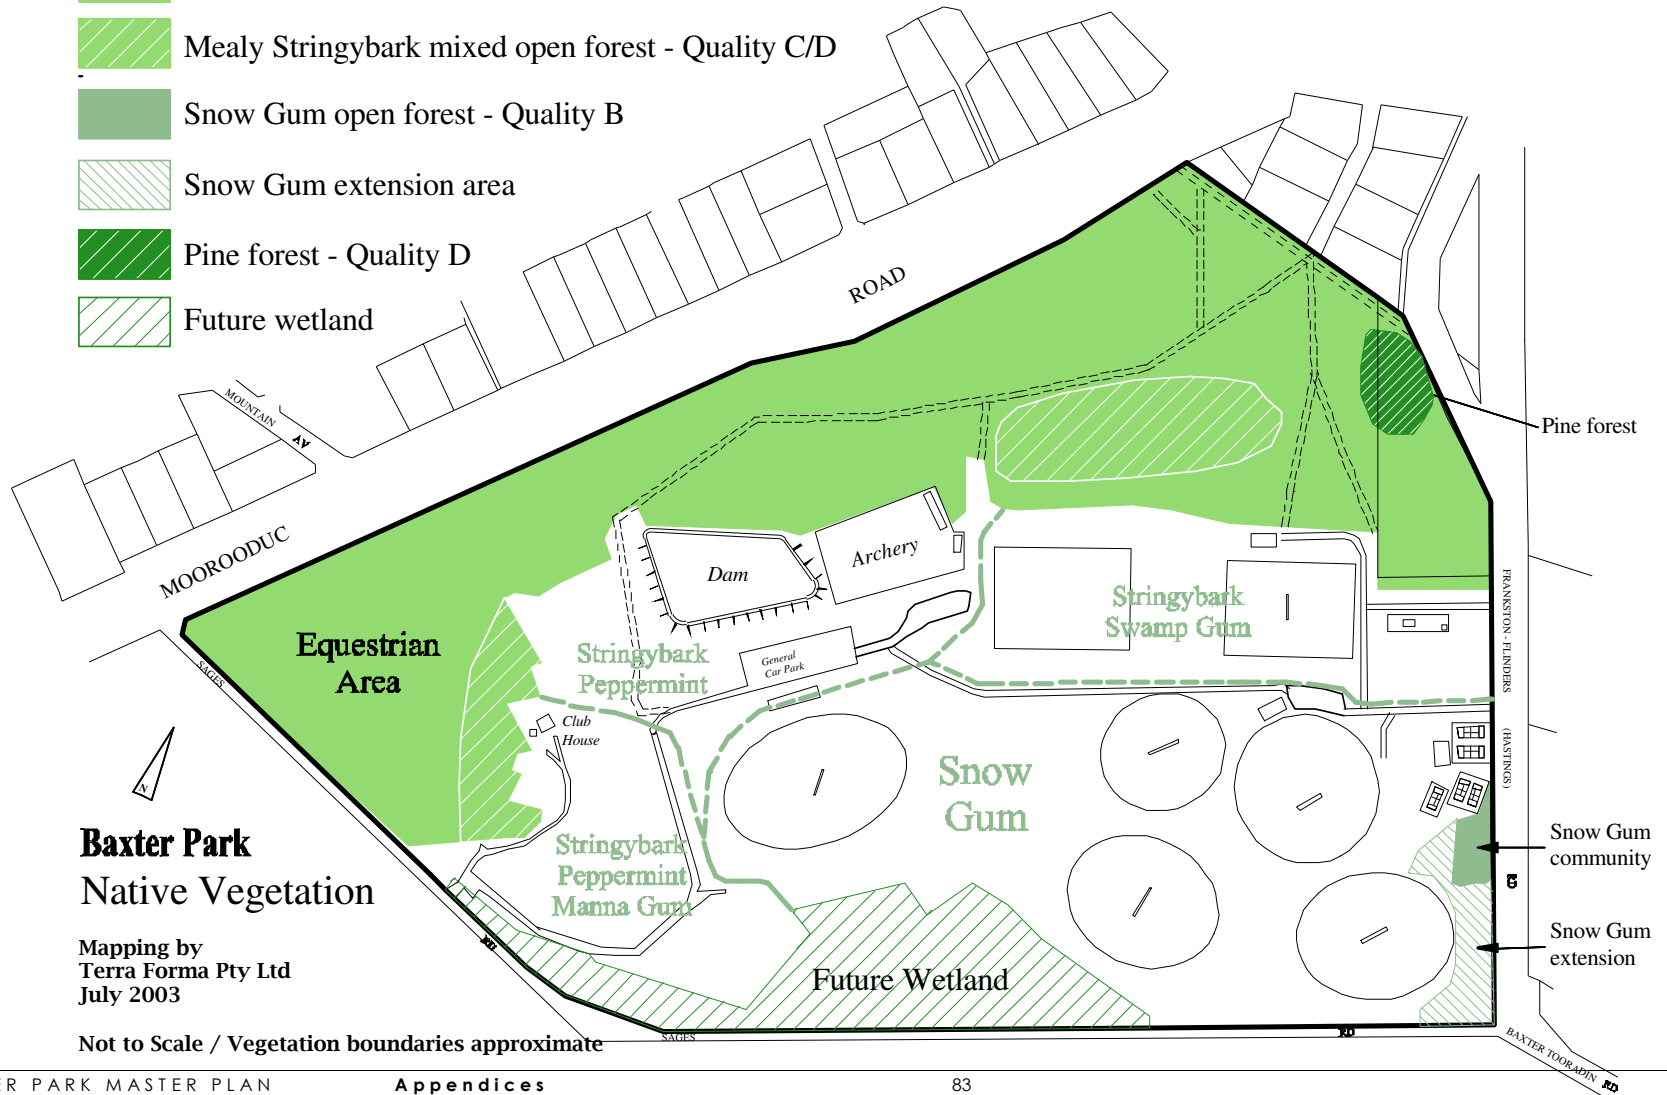 Mealy Stringybark mixed open forest - Quality C/D
Snow Gum open forest - Quality B
Snow Gum extension area
Pine forest - Quality D
Future wetland
ROAD
MOUNTAIN
AV
MOOROODUC
Pine forest
Archery
Dam
Stringybark
Swamp Gum
FRANKSTON - FLINDERS
(HASTINGS)
RD
Equestrian
Area
SAGES
Stringybark
Peppermint
General
Car Park
Club
House
N
Snow
Gum
Baxter Park
Native Vegetation
Stringybark
Peppermint
Manna Gum
Snow Gum
community
Snow Gum
extension
Mapping by
Terra Forma Pty Ltd
July 2003
RD
Future Wetland
Not to Scale / Vegetation boundaries approximate
SAGES
RD
BAXTER TOORADIN RD
ER PARK MASTER PLAN Appendices 83